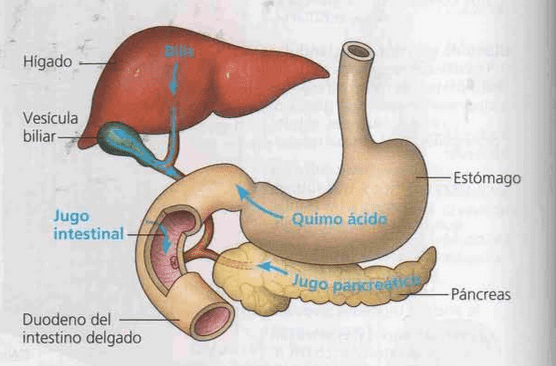 Bilis
Hígado
Vesícula
biliar
Estómago
Jugo
intestinal
Quimo ácido
Jugo pancreático
Páncreas
Duodeno del
intestino delgado